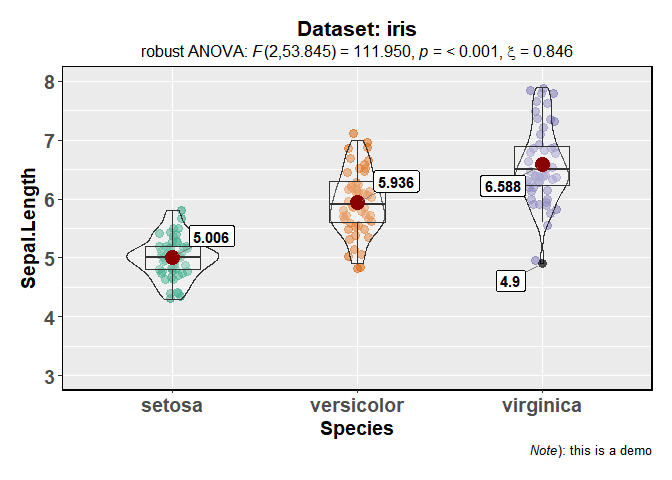 Dataset: iris
robust ANOVA: F(2,53.845) = 111.950, p = < 0.001, ξ = 0.846
8
7
6
5
4
3
Sepal.Length
5.006
5.936
6.588
4.9
setosa versicolor virginica
Species
Note): this is a demo